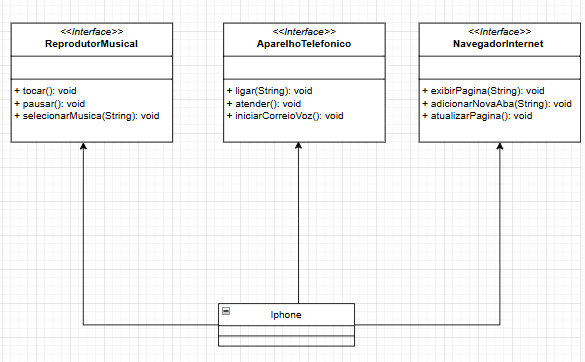 <<Interface>>
ReprodutorMusical
+ tocar(): void
+ pausar(): void
+ selecionarMusica(String): void
<<Interface>>
AparelhoTelefonico
+ ligar(String): void
+ atender(): void
+ iniciarCorreioVoz(): void
<<Interface>>
NavegadorInternet
+ exibirPagina(String): void
+ adicionarNovaAba(String): void
+ atualizarPagina(): void
Iphone